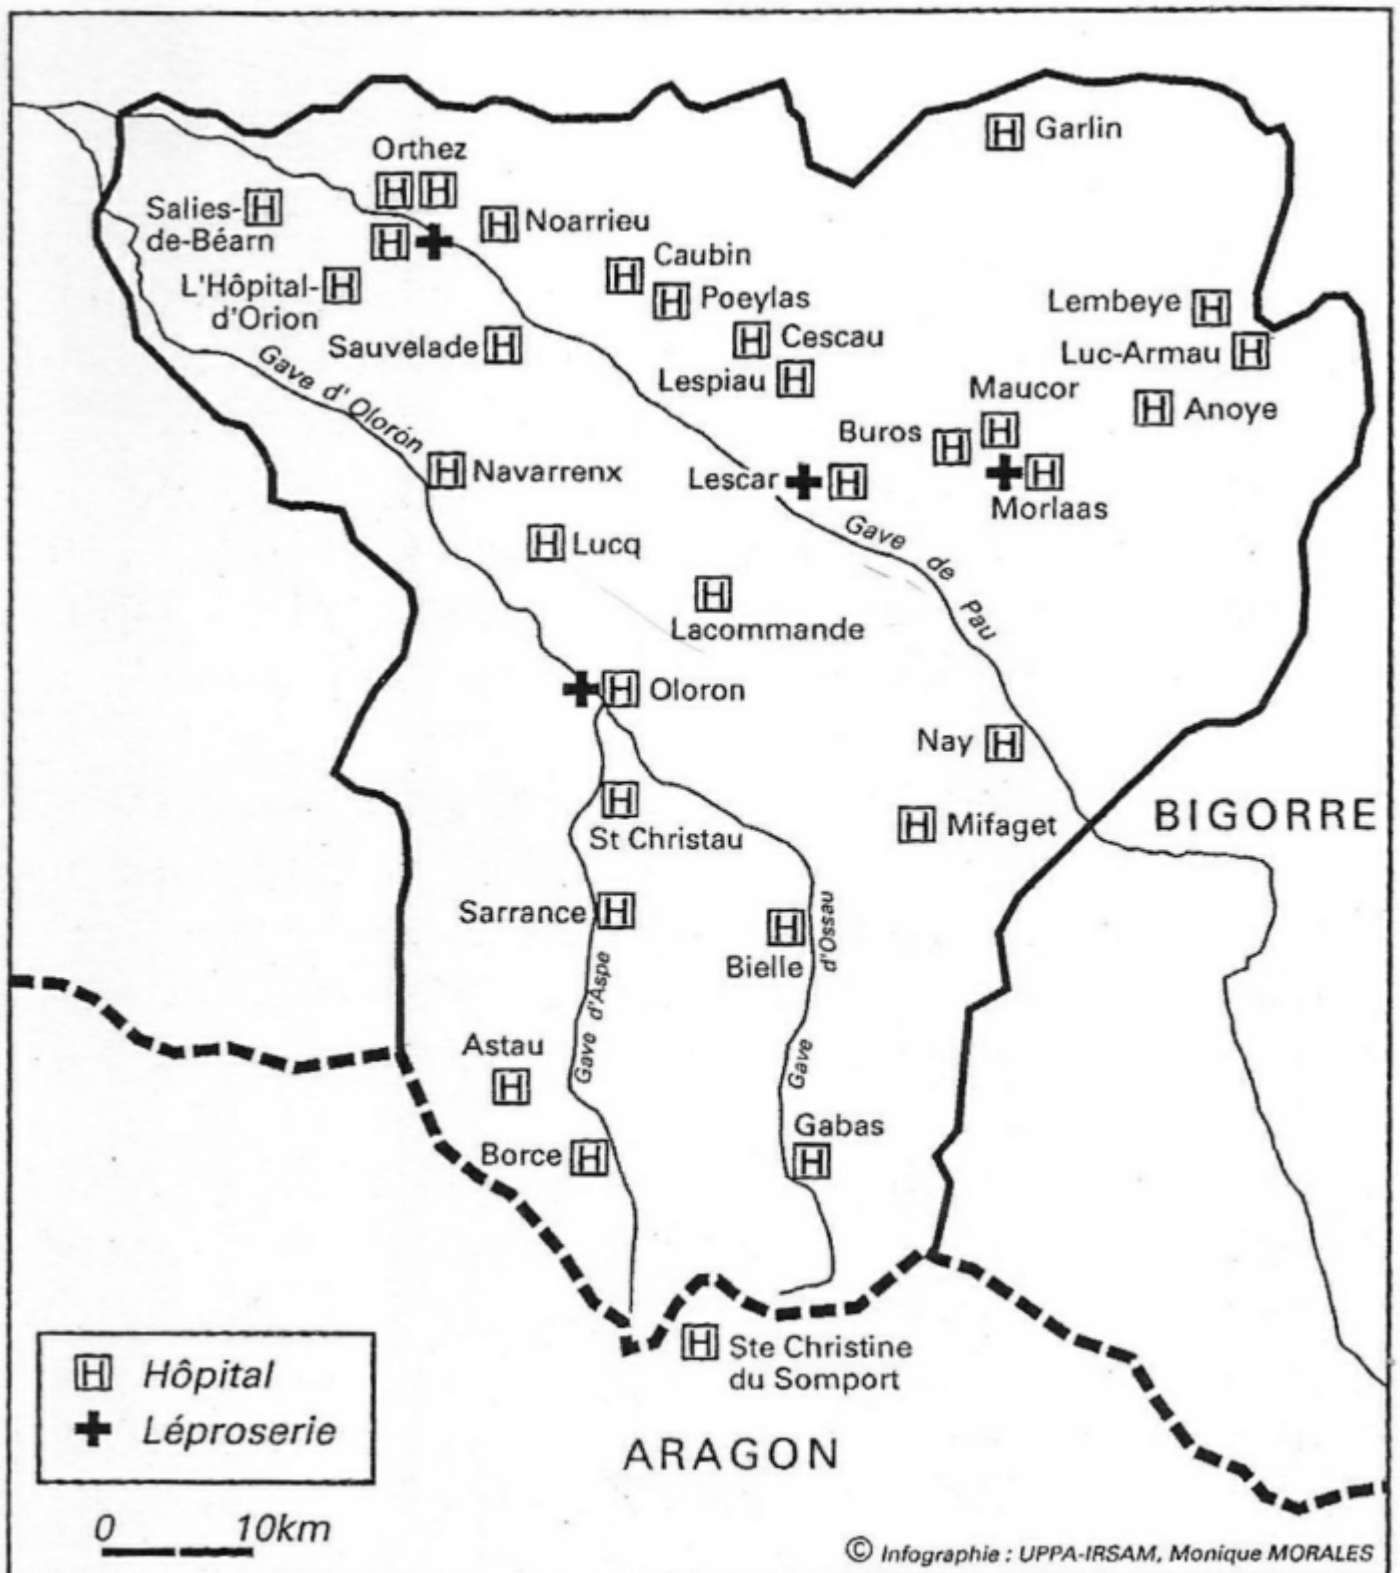 Garlin
Orthez
Salies-
de-Béarn
Noarrieu
Caubin
L'Hôpital-
d'Orion
Poeylas
Lembeye
Sauvelade
Cescau
Luc-Armau
Gave d'Olorón
Lespiau
Maucor
Anoye
Buros
Navarrenx
Lescar
Morlaas
Gave de Pau
Lucq
Lacommande
Oloron
Nay
BIGORRE
Mifaget
St Christau
Sarrance
Gave d'Ossau
Bielle
Gave d'Aspe
Astau
Gabas
Borce
Ste Christine
du Somport
H Hôpital
Léproserie
ARAGON
0 10km
© Infographie : UPPA-IRSAM, Monique MORALES